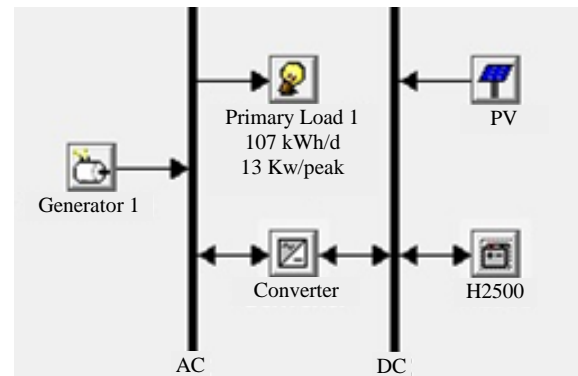 Primary Load 1
107 kWh/d
13 Kw/peak
PV
Generator 1
Converter
H2500
AC
DC